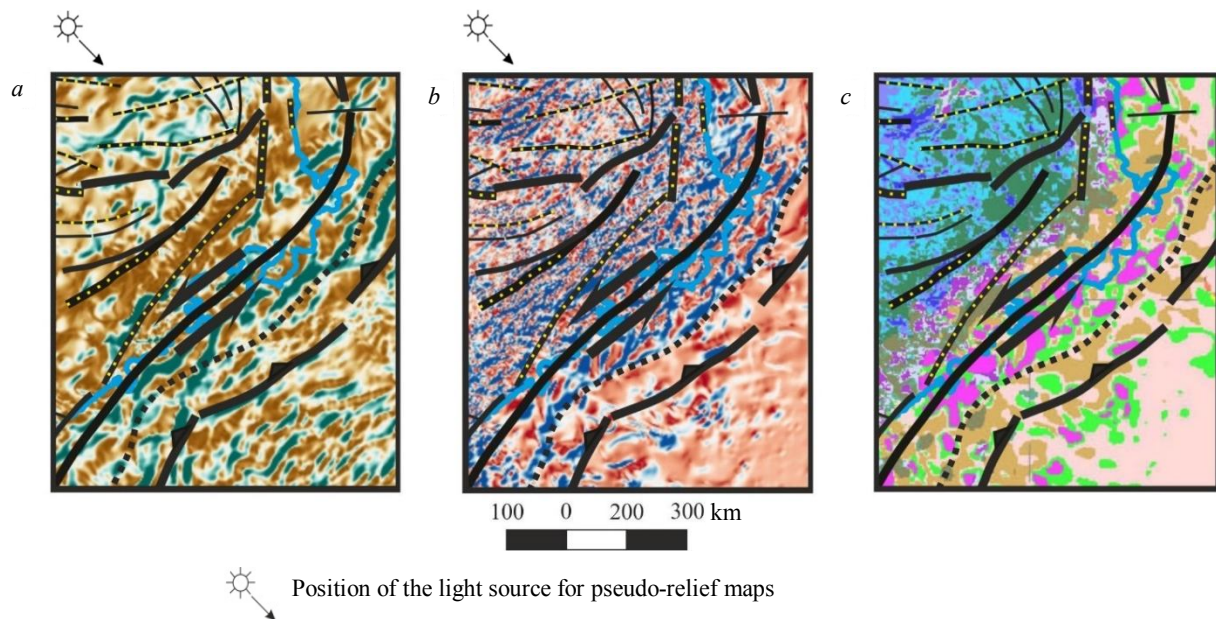 a
b
c
100 0 200 300 km
Position of the light source for pseudo-relief maps